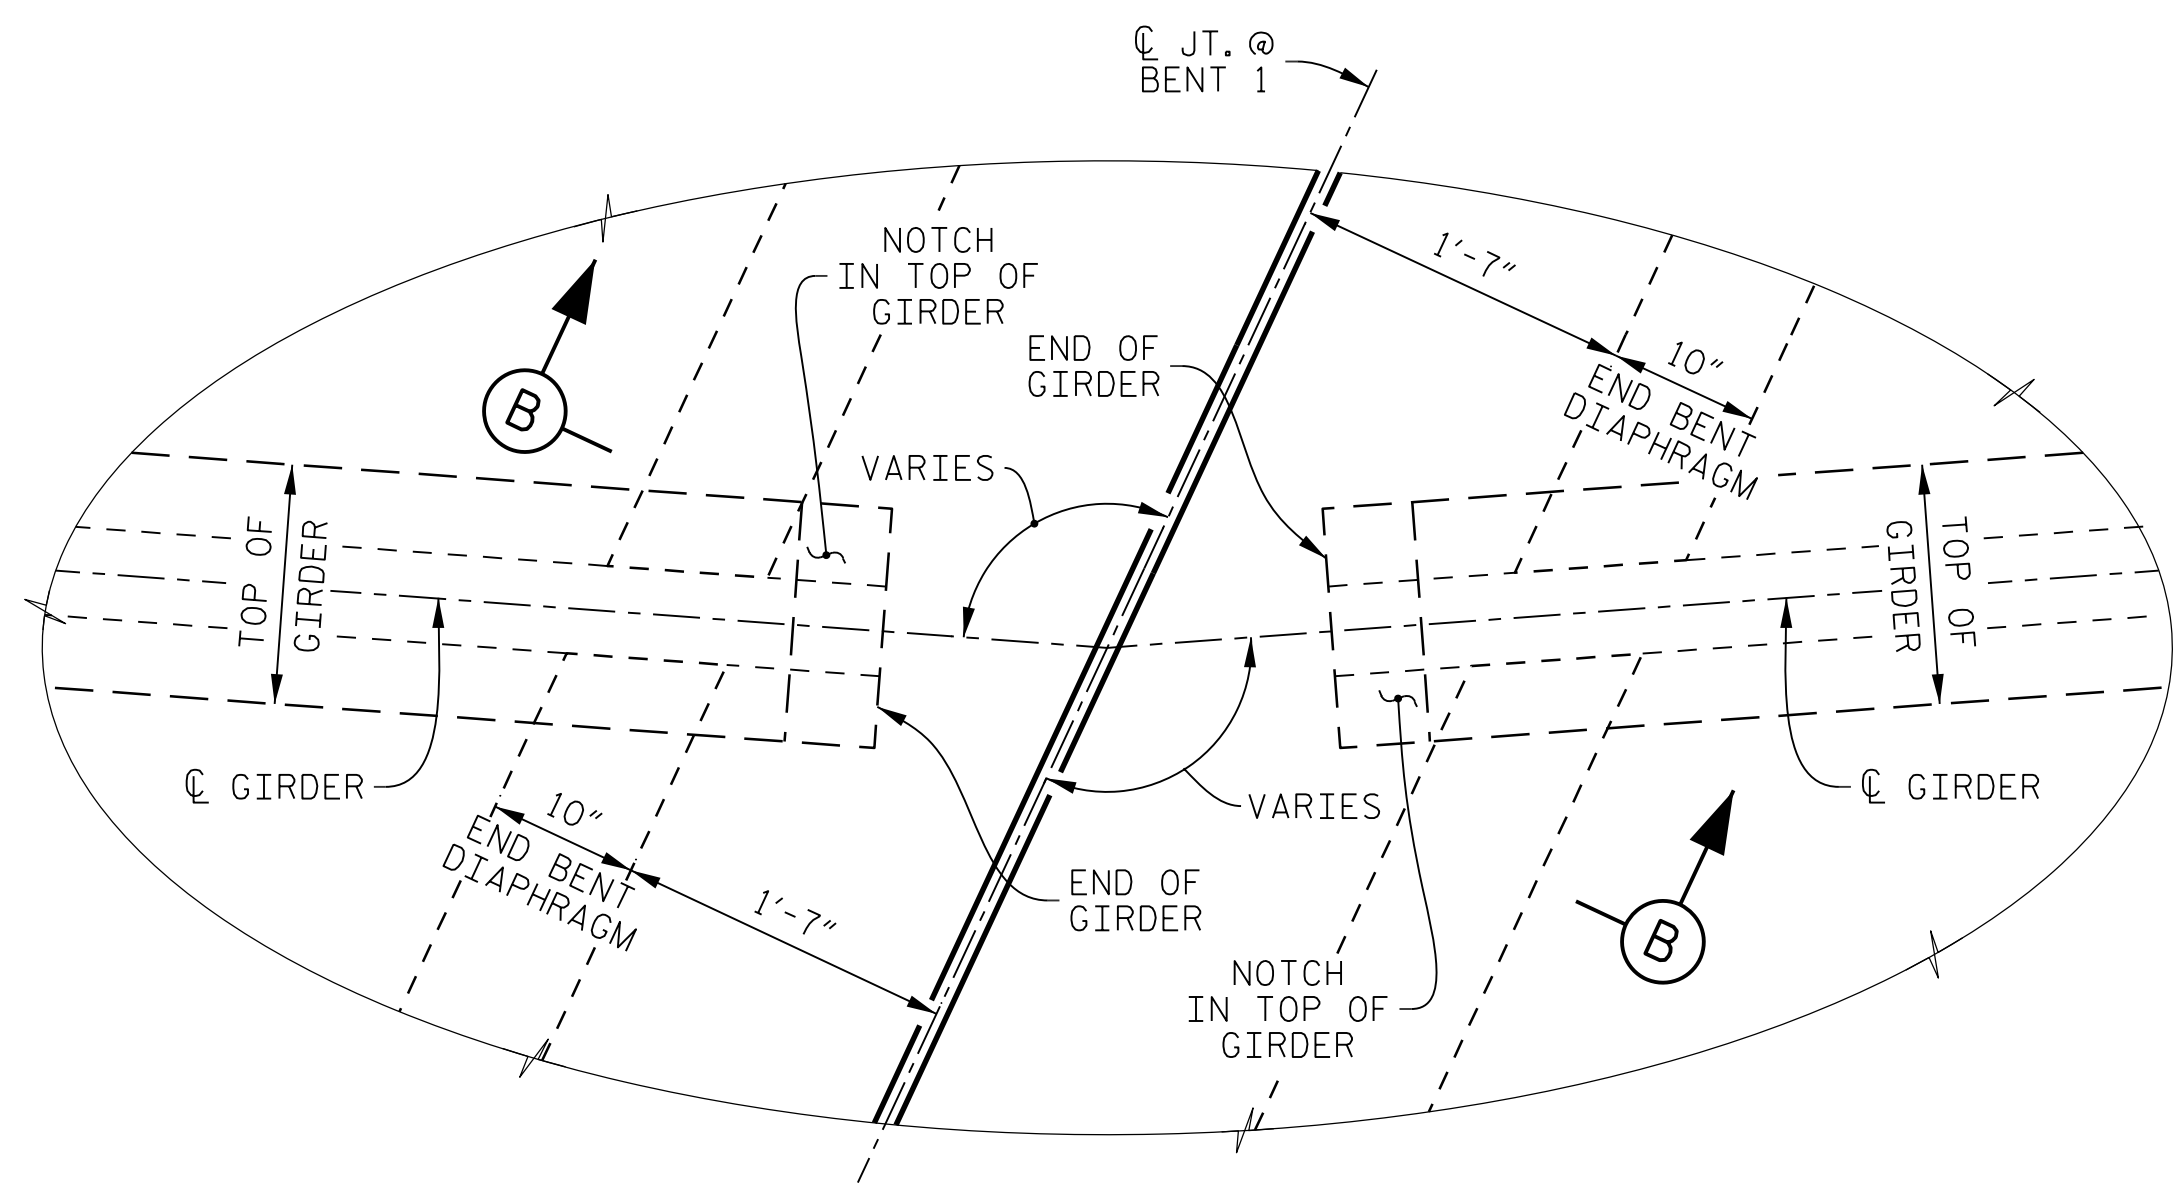 ℄ JT. @
BENT 1
NOTCH
IN TOP OF
GIRDER
1'-7"
END OF
GIRDER
10"
END BENT
DIAPHRAGM
B
VARIES
TOP OF
GIRDER
TOP OF
GIRDER
℄ GIRDER
10"
END BENT
DIAPHRAGM
1'-7"
VARIES
℄ GIRDER
END OF
GIRDER
B
NOTCH
IN TOP OF
GIRDER